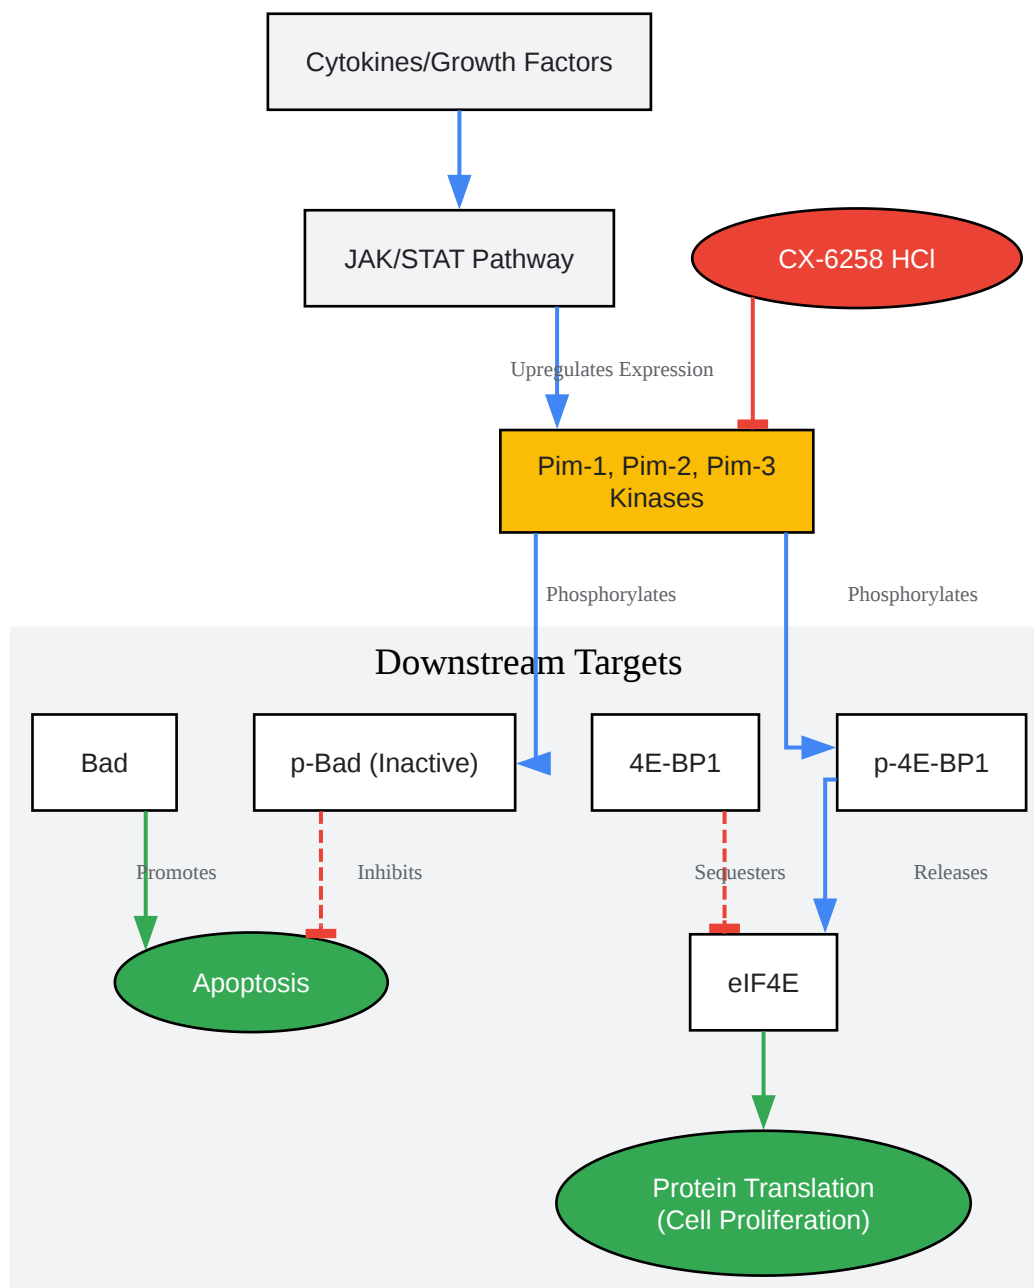 Cytokines/Growth Factors
JAK/STAT Pathway
CX-6258 HCl
Upregulates Expression
Pim-1, Pim-2, Pim-3
Kinases
Phosphorylates
Phosphorylates
Downstream Targets
Bad
p-Bad (Inactive)
4E-BP1
p-4E-BP1
Promotes
Inhibits
Sequesters
Releases
Apoptosis
eIF4E
Protein Translation
(Cell Proliferation)